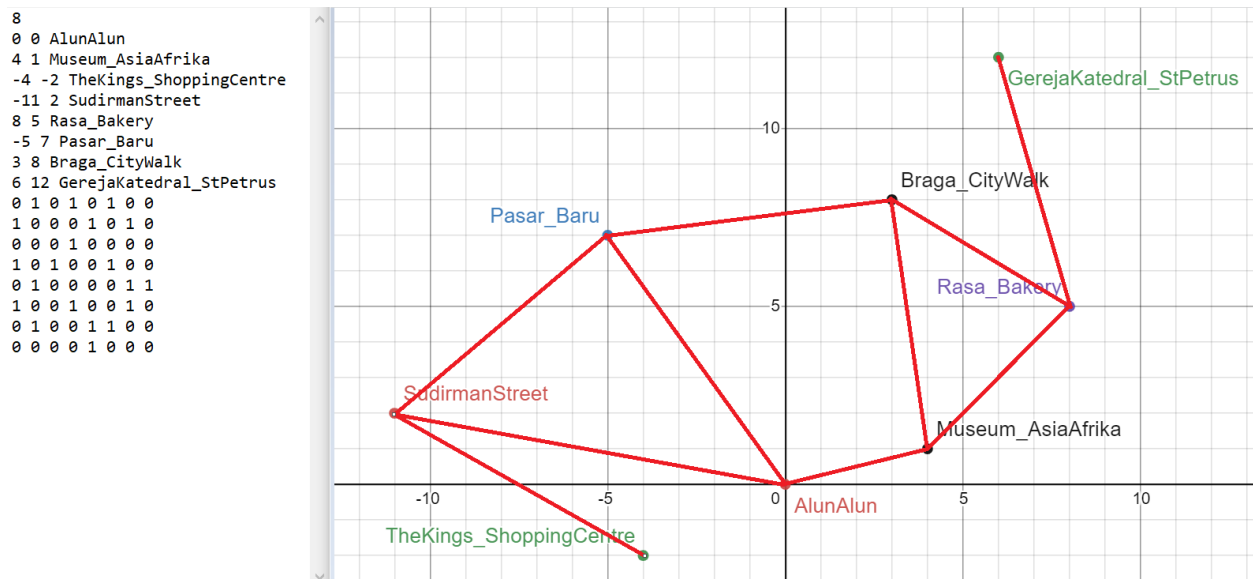 8
0 0 AlunAlun
4 1 Museum_AsiaAfrika
-4 -2 TheKings_ShoppingCentre
-11 2 SudirmanStreet
8 5 Rasa_Bakery
-5 7 Pasar_Baru
3 8 Braga_CityWalk
6 12 GerejaKatedral_StPetrus
0 1 0 1 0 1 0 0
1 0 0 0 1 0 1 0
0 0 0 1 0 0 0 0
1 0 1 0 0 1 0 0
0 1 0 0 0 0 1 1
1 0 0 1 0 0 1 0
0 1 0 0 1 1 0 0
0 0 0 0 1 0 0 0
GerejaKatedral_StPetrus
10
Braga_CityWalk
Pasar_Baru
Rasa_Bakery
5
SudirmanStreet
Museum_AsiaAfrika
-10 -5 0 5 10
AlunAlun
TheKings_ShoppingCentre